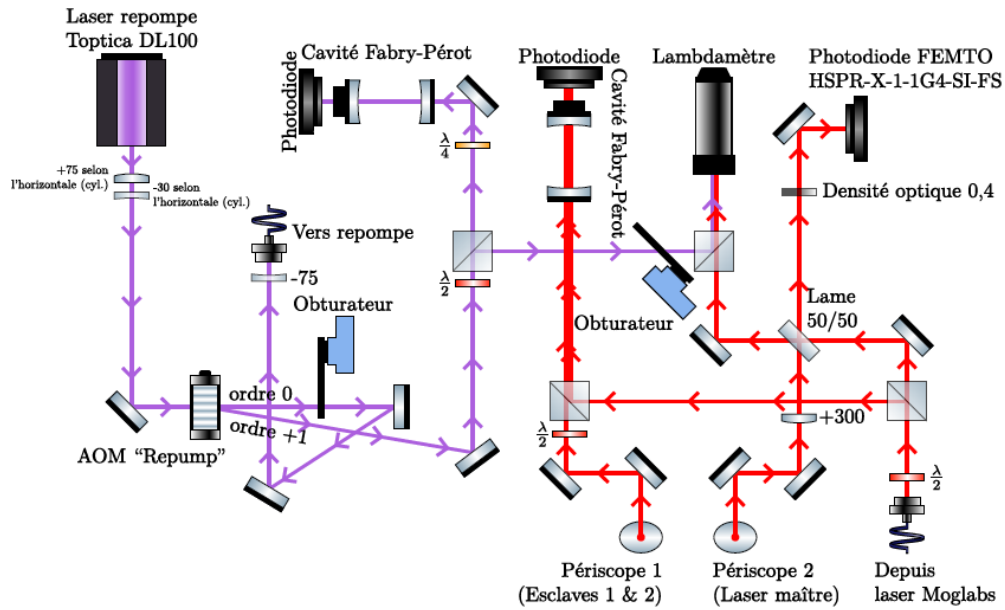 Laser repompe
Toptica DL100
Cavité Fabry-Pérot
Photodiode
Photodiode
Cavité Fabry-Pérot
Lambdamètre
Photodiode FEMTO
HSPR-X-1-1G4-SI-FS
λ/4
+75 selon
l'horizontale (cyl.)
-30 selon
l'horizontale (cyl.)
Densité optique 0,4
Vers repompe
-75
λ/2
Obturateur
Obturateur
Lame
50/50
ordre 0
ordre +1
AOM “Repump”
+300
λ/2
λ/2
Périscope 1
(Esclaves 1 & 2)
Périscope 2
(Laser maître)
Depuis
laser Moglabs